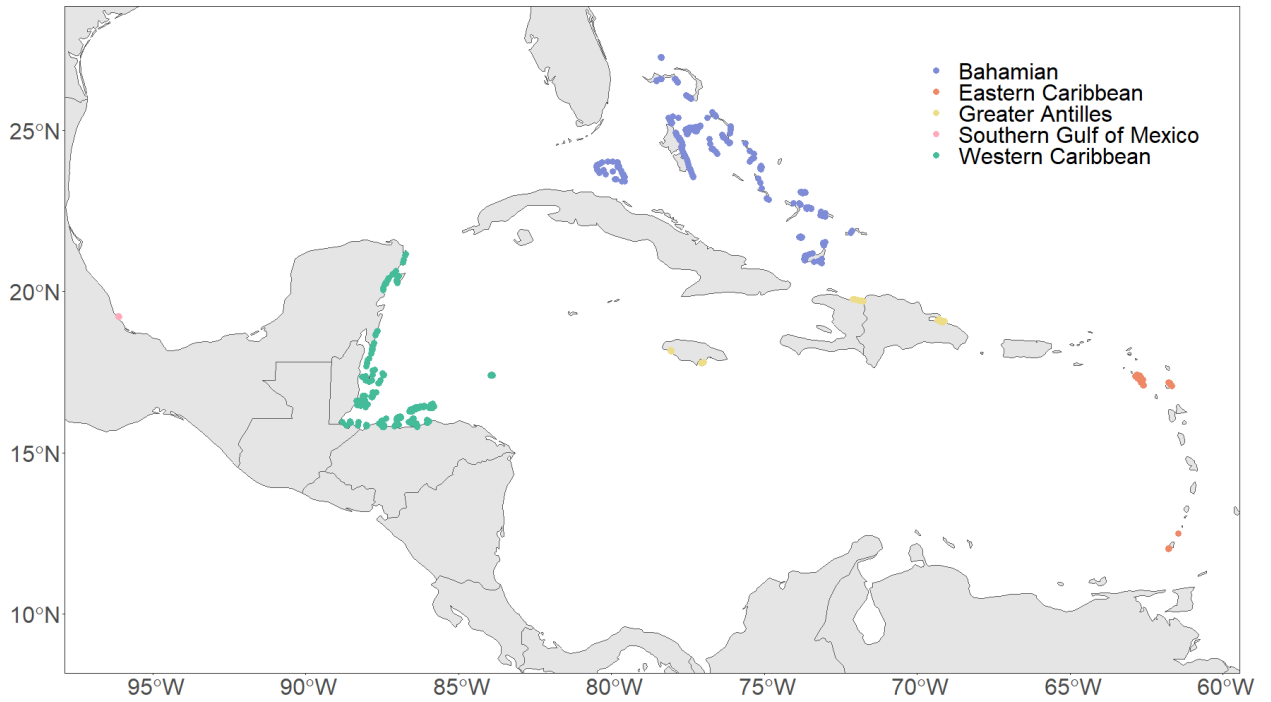 Bahamian
Eastern Caribbean
Greater Antilles
Southern Gulf of Mexico
Western Caribbean
25°N
20°N
15°N
10°N
95°W 90°W 85°W 80°W 75°W 70°W 65°W 60°W